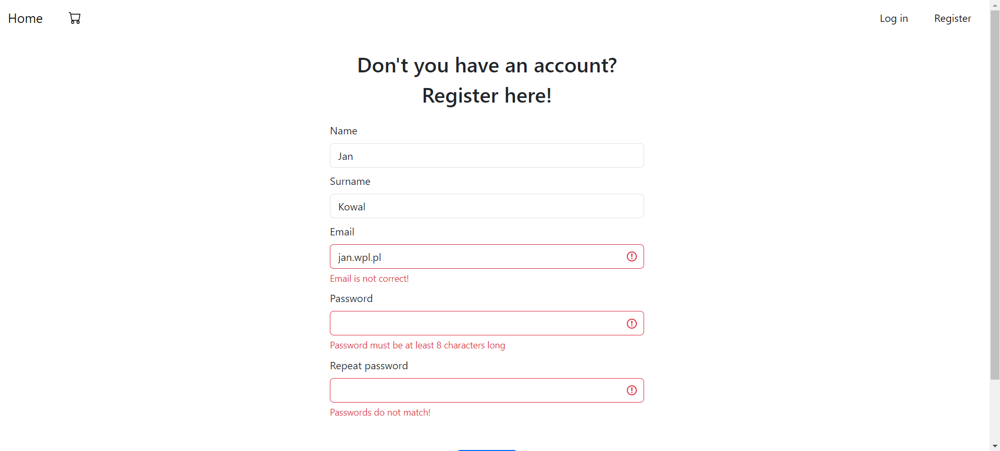 Home
Log in
Register
Don't you have an account?
Register here!
Name
Jan
Surname
Kowal
Email
jan.wpl.pl
Email is not correct!
Password
Password must be at least 8 characters long
Repeat password
Passwords do not match!